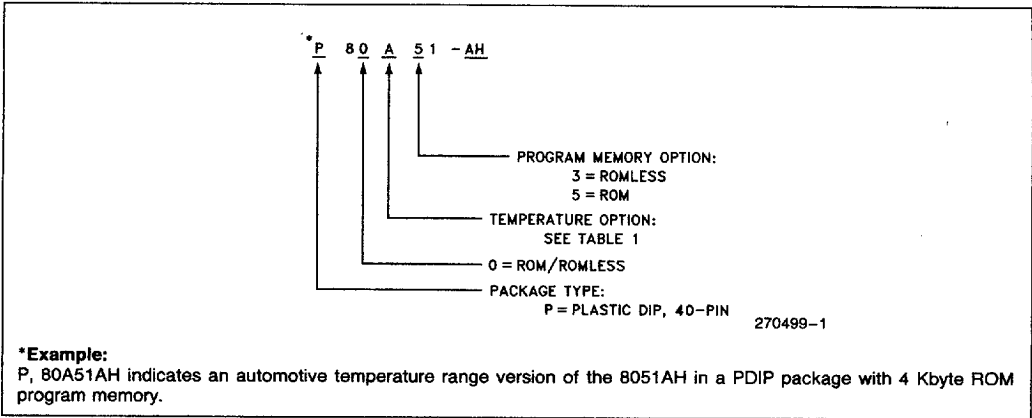 *P 80A51-AH
PROGRAM MEMORY OPTION:
3 = ROMLESS
5 = ROM
TEMPERATURE OPTION:
SEE TABLE 1
0 = ROM/ROMLESS
PACKAGE TYPE:
P = PLASTIC DIP, 40-PIN
270499-1
*Example:
P, 80A51AH indicates an automotive temperature range version of the 8051AH in a PDIP package with 4 Kbyte ROM
program memory.